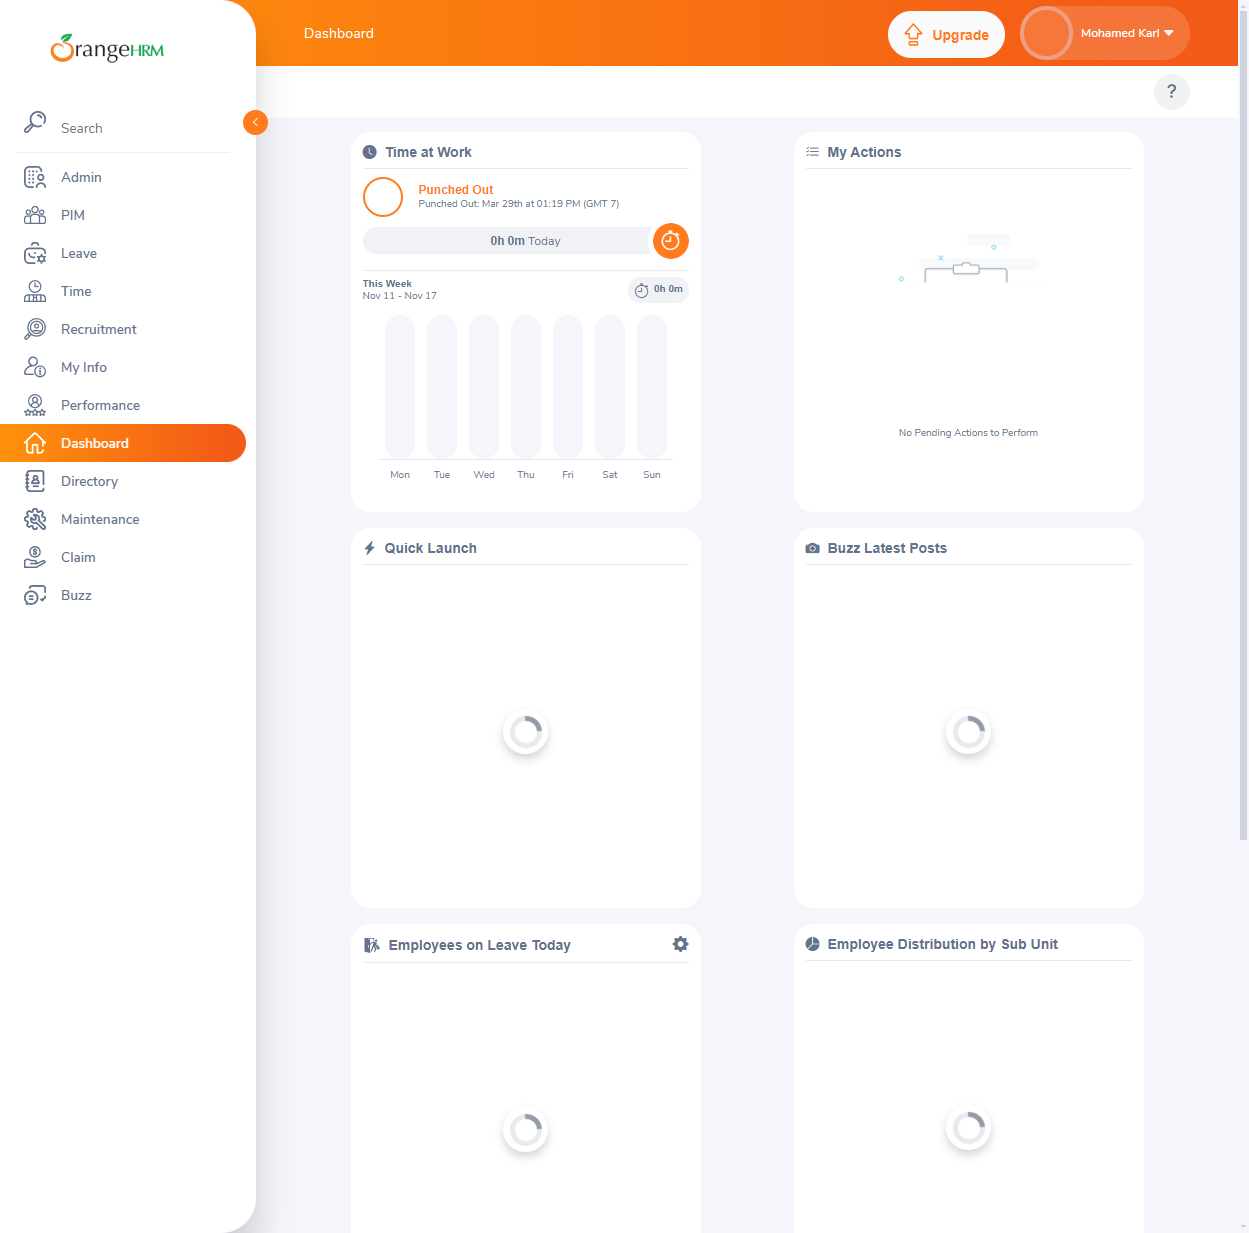 OrangeHRM
Dashboard
Upgrade
Mohamed Karl
?
Search
Admin
PIM
Leave
Time
Recruitment
My Info
Performance
Dashboard
Directory
Maintenance
Claim
Buzz
Time at Work
Punched Out
Punched Out: Mar 29th at 01:19 PM (GMT 7)
0h 0m Today
This Week
Nov 11 - Nov 17
0h 0m
Mon Tue Wed Thu Fri Sat Sun
My Actions
No Pending Actions to Perform
Quick Launch
Buzz Latest Posts
Employees on Leave Today
Employee Distribution by Sub Unit